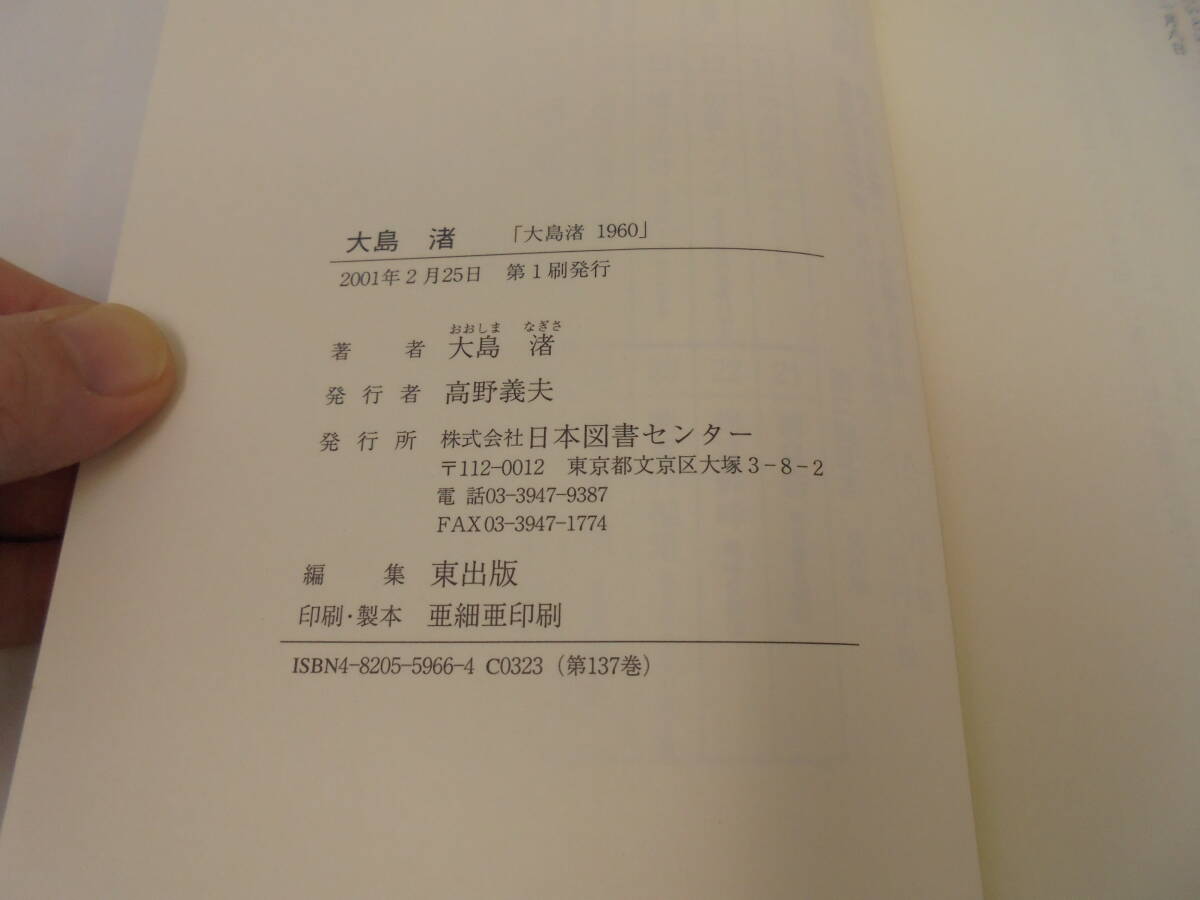 大島 渚 「大島渚 1960」
2001年2月25日 第1刷発行
おおしま なぎさ
著者 大島 渚
発行者 高野義夫
発行所 株式会社日本図書センター
〒112-0012 東京都文京区大塚3-8-2
電話03-3947-9387
FAX03-3947-1774
編集 東出版
印刷・製本 亜細亜印刷
ISBN4-8205-5966-4 C0323(第137巻)